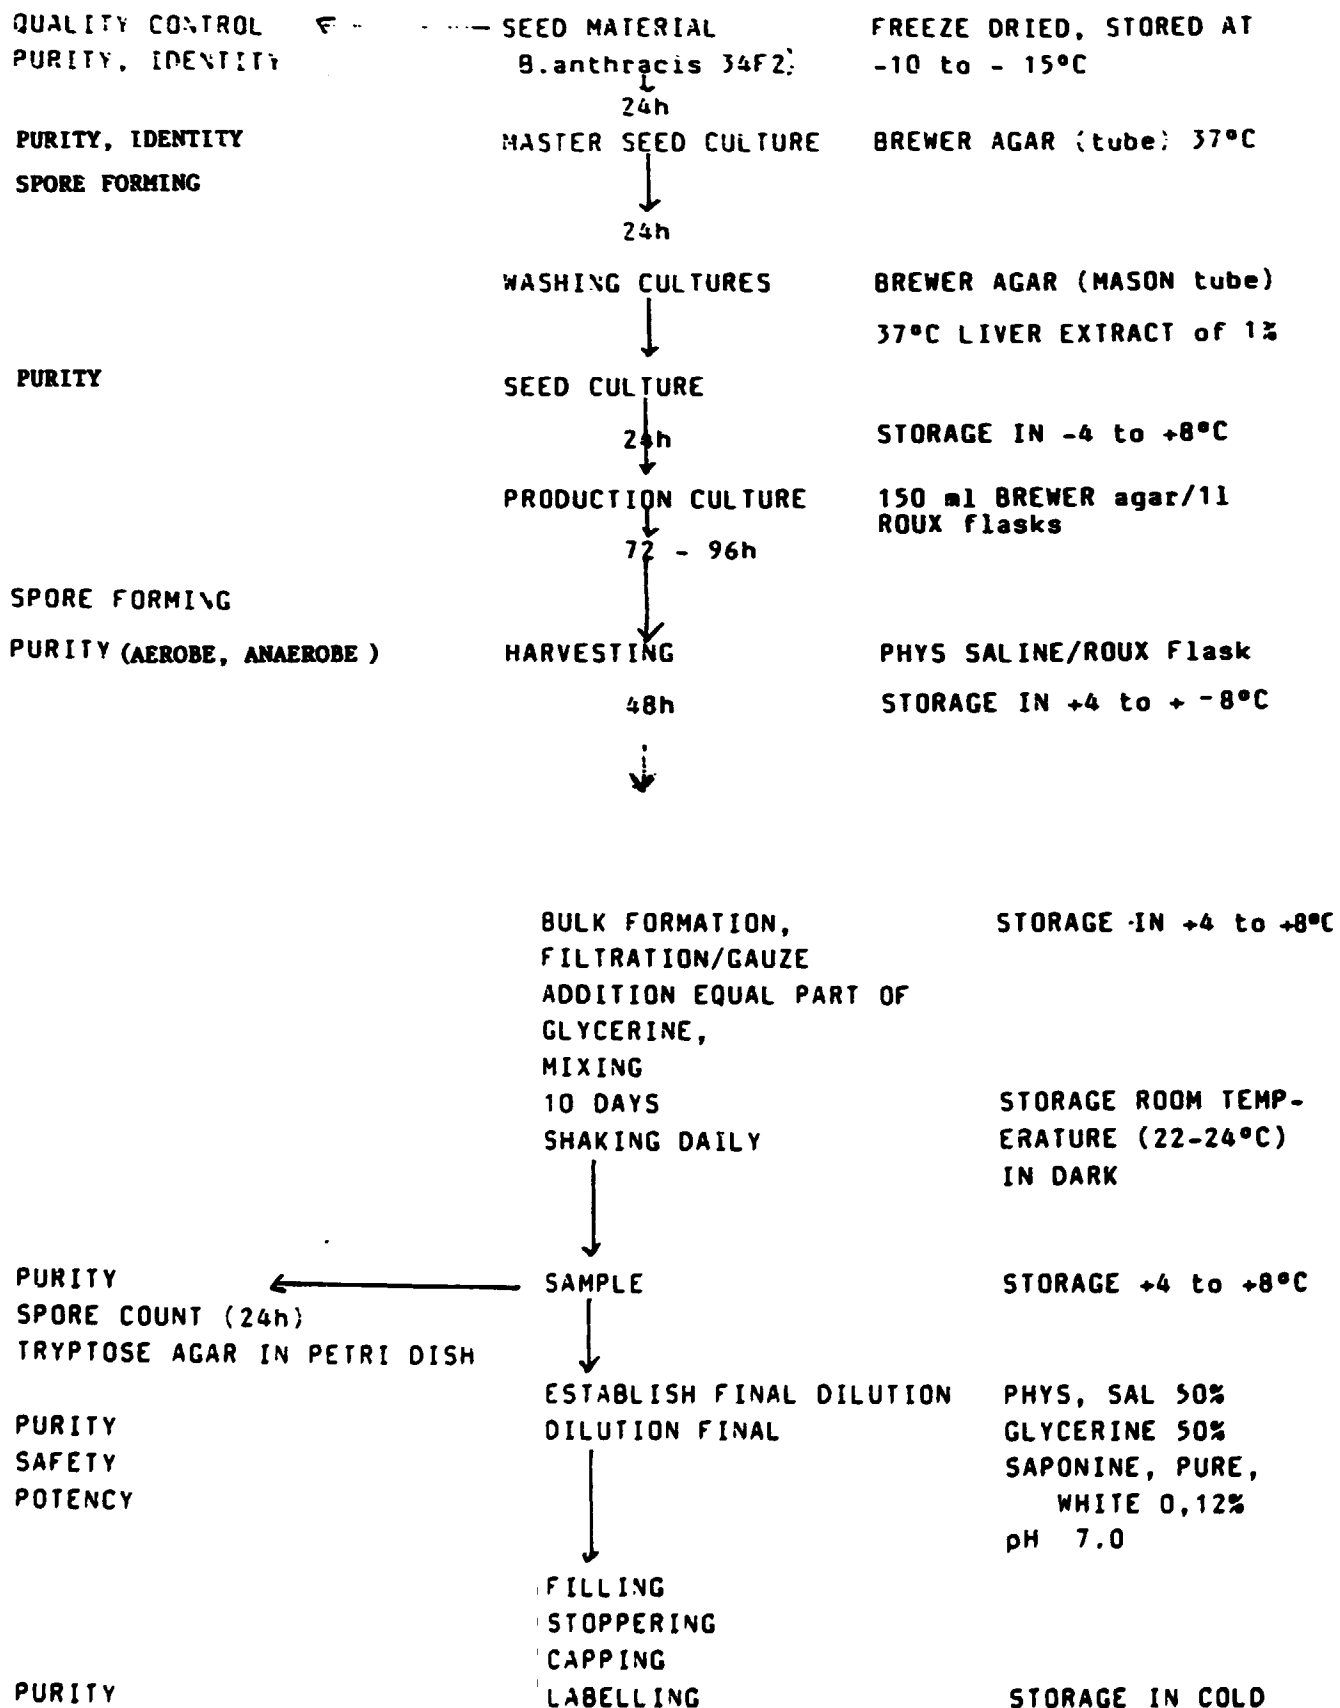 QUALITY CONTROL SEED MATERIAL FREEZE DRIED, STORED AT
PURITY, IDENTITY B.anthracis 34F2) -10 to - 15°C
24h
PURITY, IDENTITY MASTER SEED CULTURE BREWER AGAR (tube) 37°C
SPORE FORMING
24h
WASHING CULTURES BREWER AGAR (MASON tube)
37°C LIVER EXTRACT of 1%
PURITY SEED CULTURE
24h STORAGE IN -4 to +8°C
PRODUCTION CULTURE 150 ml BREWER agar/1l
ROUX flasks
72 - 96h
SPORE FORMING
PURITY (AEROBE, ANAEROBE ) HARVESTING PHYS SALINE/ROUX Flask
48h STORAGE IN +4 to + -8°C
BULK FORMATION, STORAGE IN +4 to +8°C
FILTRATION/GAUZE
ADDITION EQUAL PART OF
GLYCERINE,
MIXING
10 DAYS STORAGE ROOM TEMP-
SHAKING DAILY ERATURE (22-24°C)
IN DARK
PURITY SAMPLE STORAGE +4 to +8°C
SPORE COUNT (24h)
TRYPTOSE AGAR IN PETRI DISH
ESTABLISH FINAL DILUTION PHYS, SAL 50%
PURITY DILUTION FINAL GLYCERINE 50%
SAFETY SAPONINE, PURE,
POTENCY WHITE 0,12%
pH 7.0
FILLING
STOPPERING
CAPPING
PURITY LABELLING STORAGE IN COLD